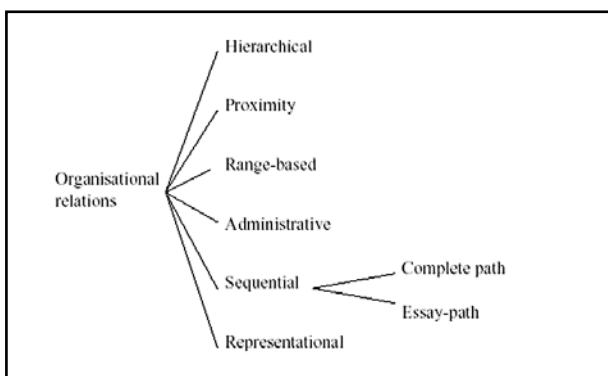 Hierarchical
Proximity
Range-based
Organisational
relations
Administrative
Sequential
Complete path
Essay-path
Representational